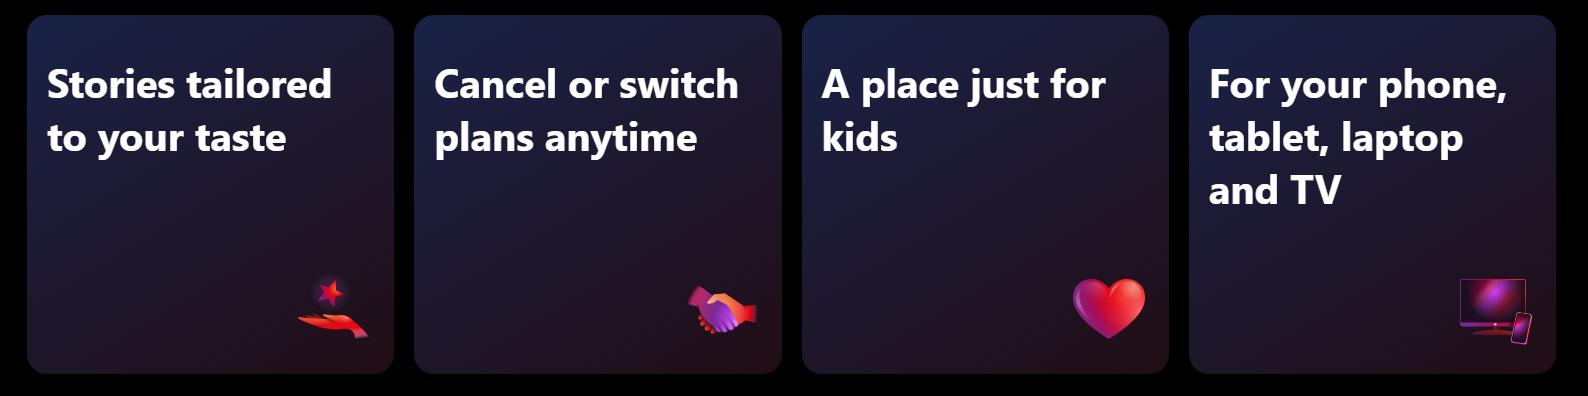 Stories tailored
to your taste
Cancel or switch
plans anytime
A place just for
kids
For your phone,
tablet, laptop
and TV